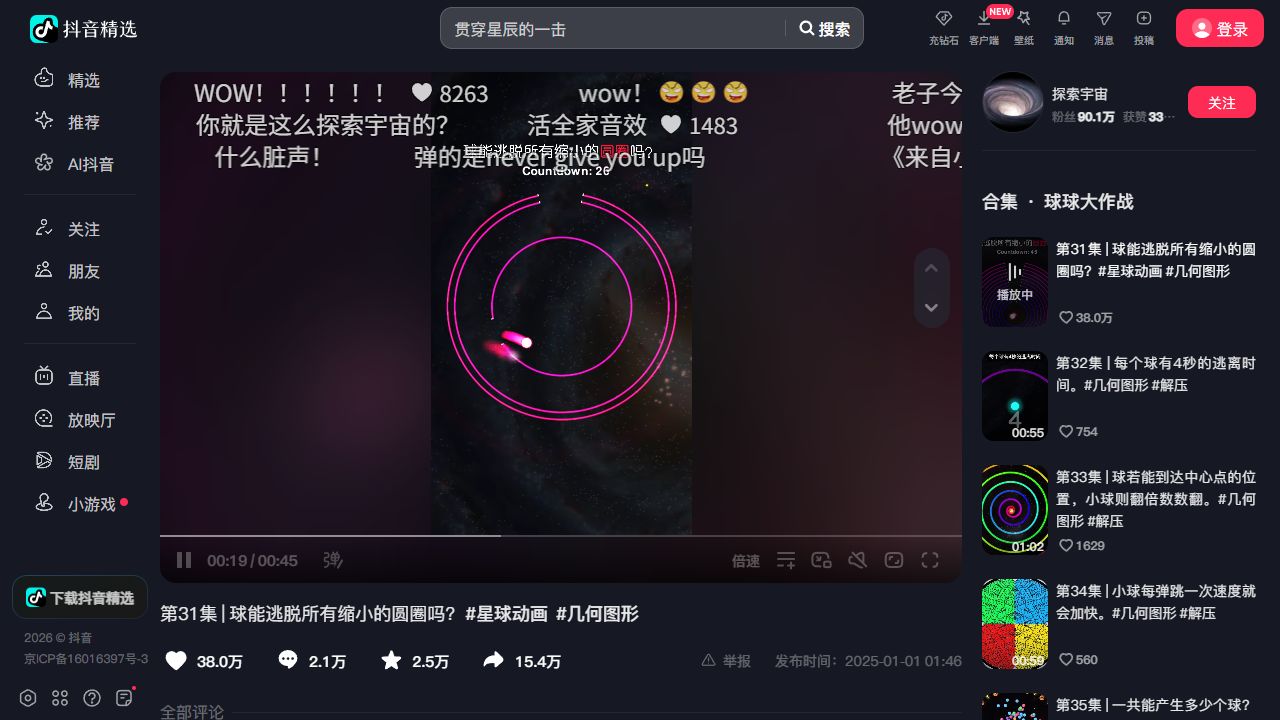 抖音精选
贯穿星辰的一击
搜索
充钻石
客户端
NEW
壁纸
通知
消息
投稿
登录
精选
推荐
AI抖音
关注
朋友
我的
直播
放映厅
短剧
小游戏
下载抖音精选
2026 © 抖音
京ICP备16016397号-3
WOW！！！！！！ 8263
wow！
老子今
你就是这么探索宇宙的？
活全家音效 1483
他wow
什么脏声！
弹的是never give you up吗
《来自
球能逃脱所有缩小的圆圈吗？
Countdown: 26
00:19 / 00:45
弹
倍速
第31集 | 球能逃脱所有缩小的圆圈吗？#星球动画 #几何图形
38.0万
2.1万
2.5万
15.4万
举报
发布时间：2025-01-01 01:46
全部评论
探索宇宙
粉丝90.1万 获赞33···
关注
合集 · 球球大作战
Countdown: 45
播放中
第31集 | 球能逃脱所有缩小的圆圈吗？#星球动画 #几何图形
38.0万
4
00:55
第32集 | 每个球有4秒的逃离时间。#几何图形 #解压
754
01:02
第33集 | 球若能到达中心点的位置，小球则翻倍数数翻。#几何图形 #解压
1629
00:59
第34集 | 小球每弹跳一次速度就会加快。#几何图形 #解压
560
第35集 | 一共能产生多少个球？